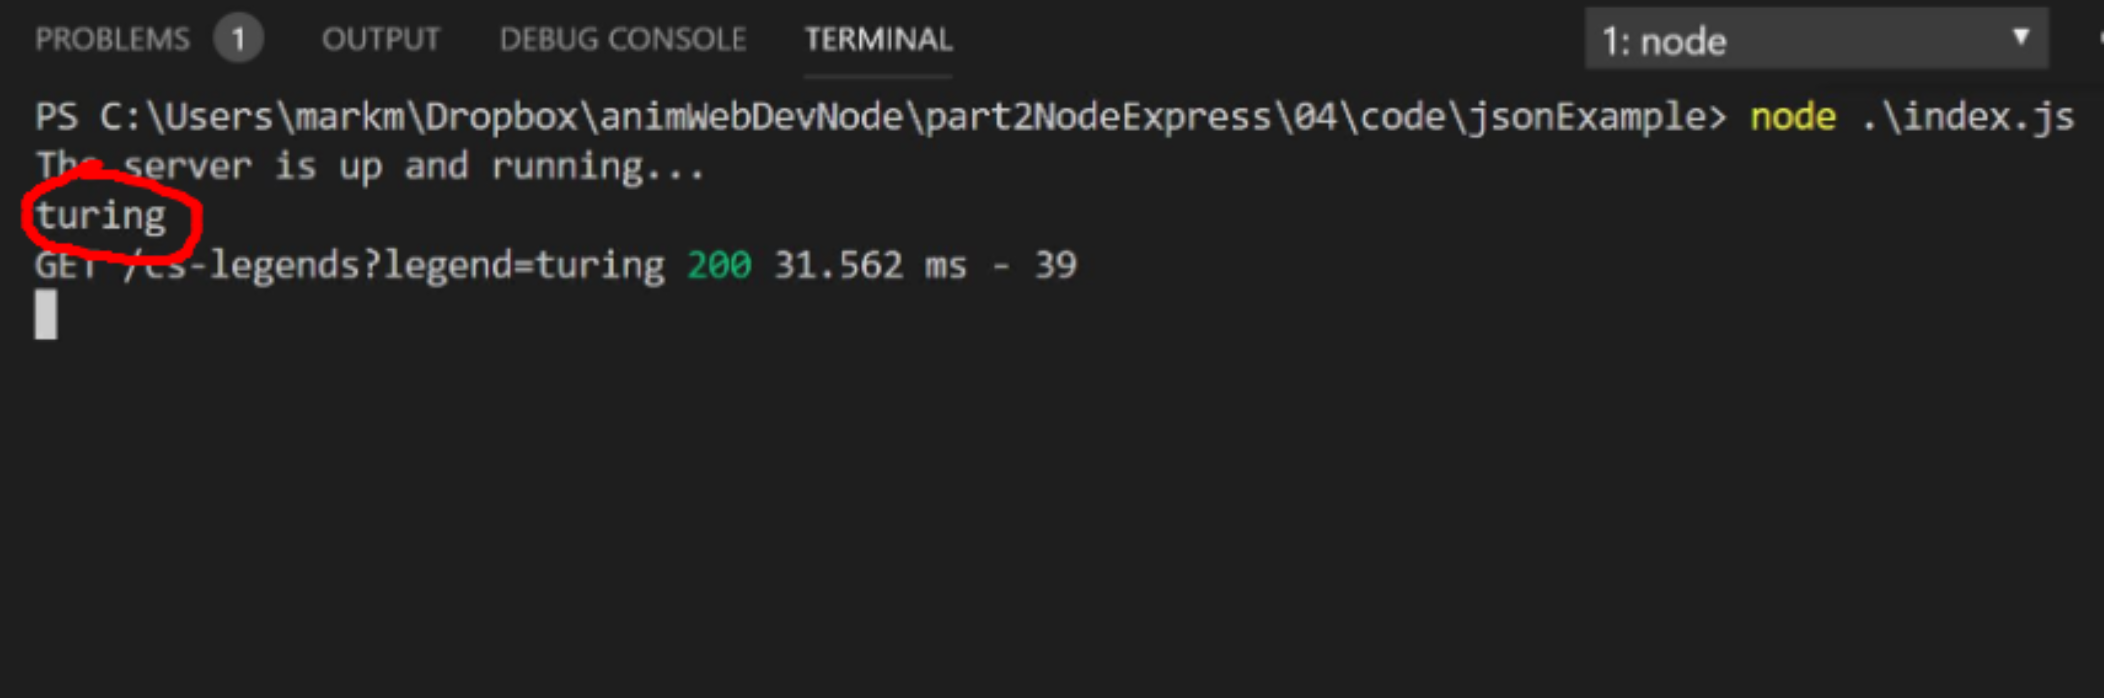 PROBLEMS 1 OUTPUT DEBUG CONSOLE TERMINAL 1: node
PS C:\Users\markm\Dropbox\animWebDevNode\part2NodeExpress\04\code\jsonExample> node .\index.js
The server is up and running...
turing
GET /cs-legends?legend=turing 200 31.562 ms - 39